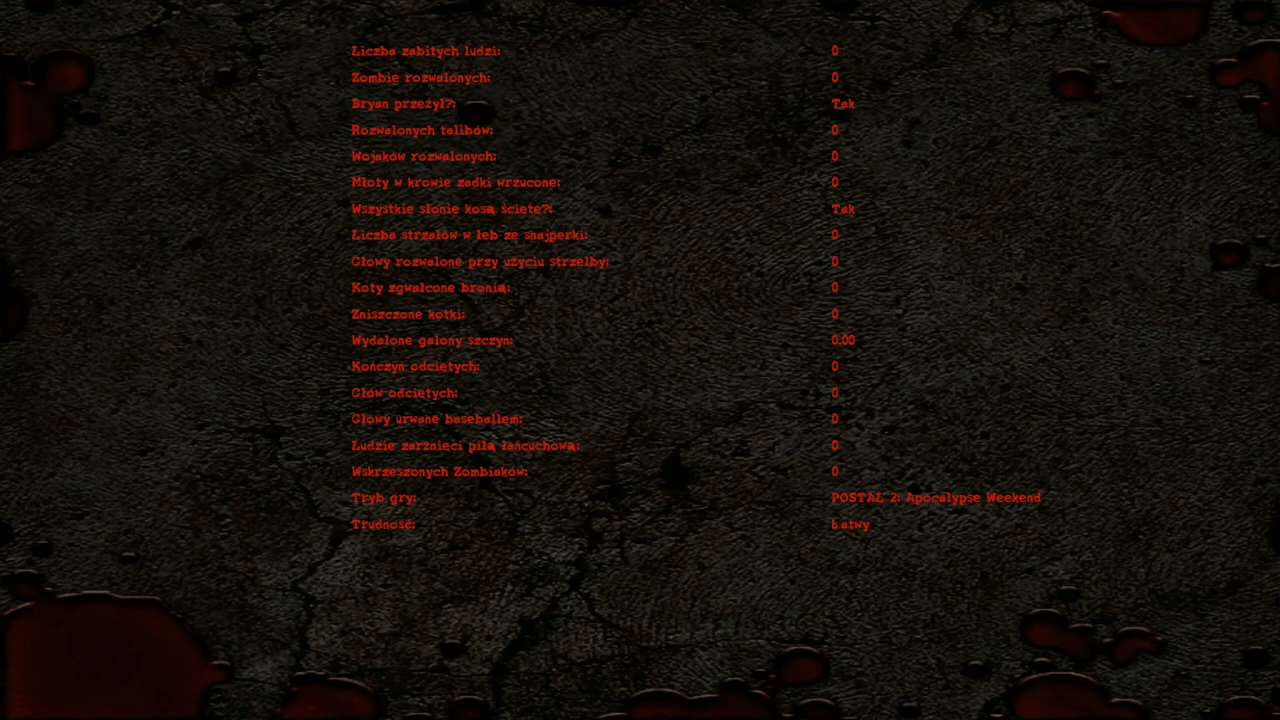 Liczba zabitych ludzi: 0
Zombie rozwalonych: 0
Bryan przeżył?: Tak
Rozwalonych talibów: 0
Wojaków rozwalonych: 0
Młoty w krowie zadki wrzucone: 0
Wszystkie słonie kosą ścięte?: Tak
Liczba strzałów w łeb ze snajperki: 0
Głowy rozwalone przy użyciu strzelby: 0
Koty zgwałcone bronią: 0
Zniszczone kotki: 0
Wydalone galony szczyn: 0.00
Kończyn odciętych: 0
Głów odciętych: 0
Głowy urwane baseballem: 0
Ludzie zarżnięci piłą łańcuchową: 0
Wskrzeszonych Zombiaków: 0
Tryb gry: POSTAL 2: Apocalypse Weekend
Trudność: Łatwy